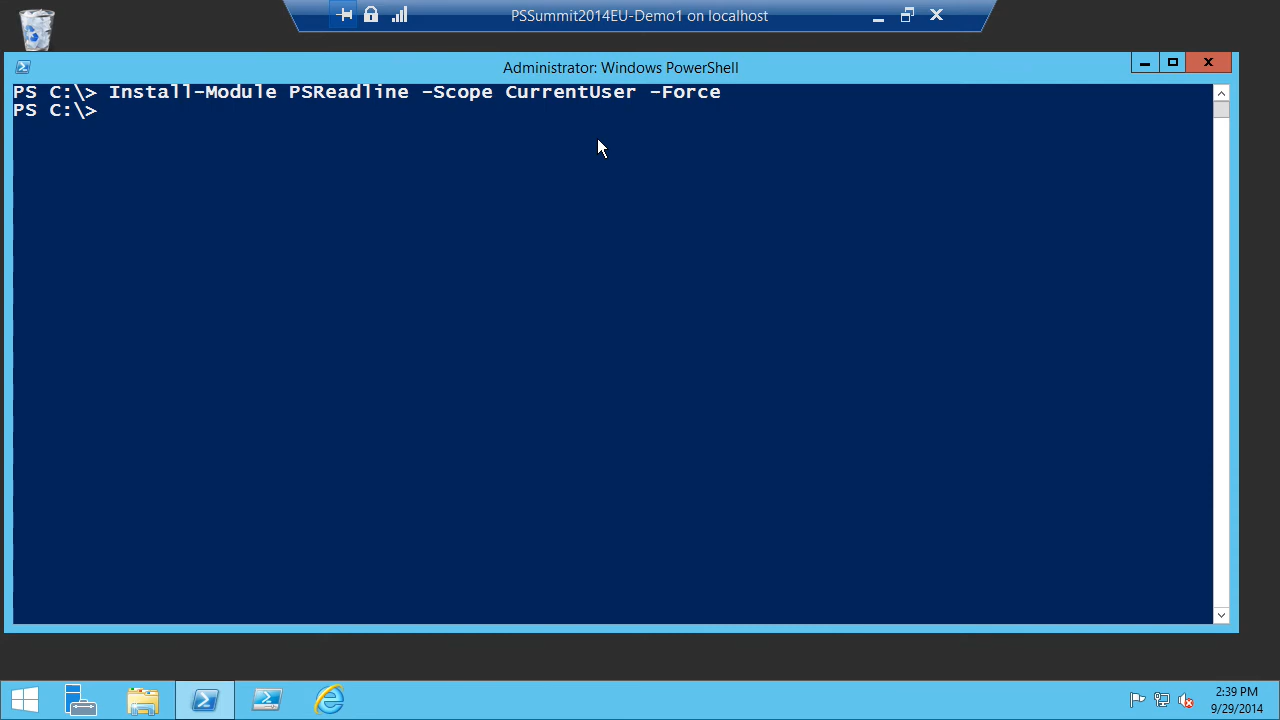 PSSummit2014EU-Demo1 on localhost
Administrator: Windows PowerShell
PS C:\> Install-Module PSReadline -Scope CurrentUser -Force
PS C:\>
2:39 PM
9/29/2014